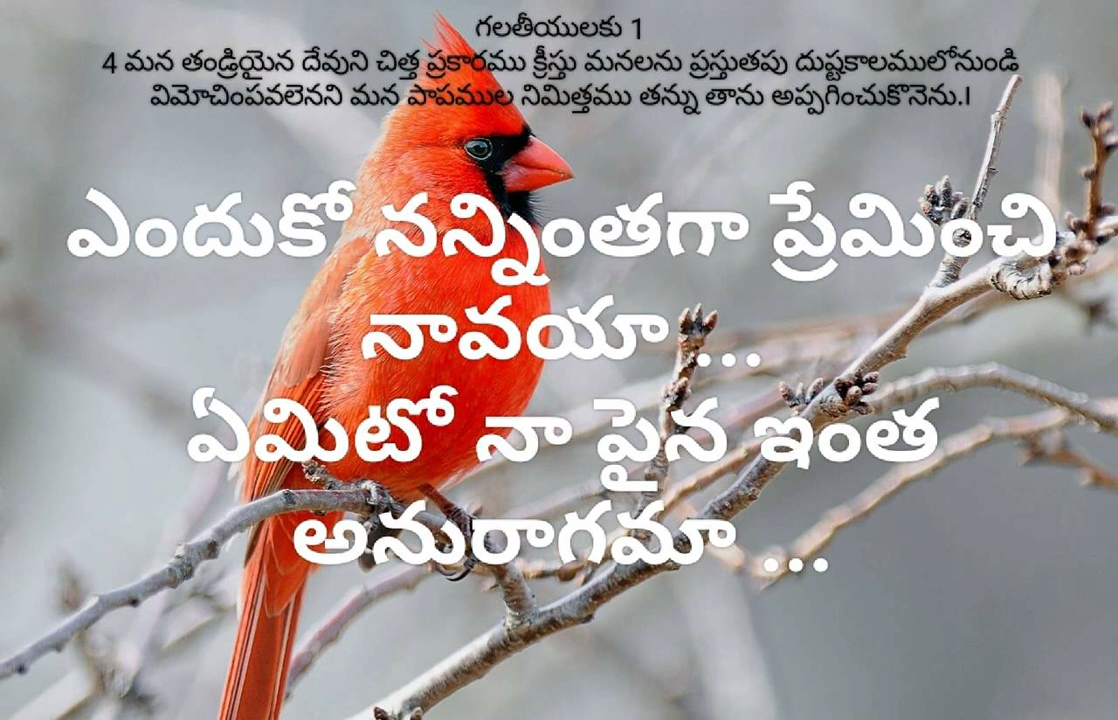 గలతీయులకు 1
4 మన తండ్రియైన దేవుని చిత్త ప్రకారము క్రీస్తు మనలను ప్రస్తుతపు దుష్టకాలములోనుండి
విమోచింపవలెనని మన పాపముల నిమిత్తము తన్ను తాను అప్పగించుకొనెను.I
ఎందుకో నన్నింతగా ప్రేమించి
నావయా ...
ఏమిటో నా పైన ఇంత
అనురాగమా ...